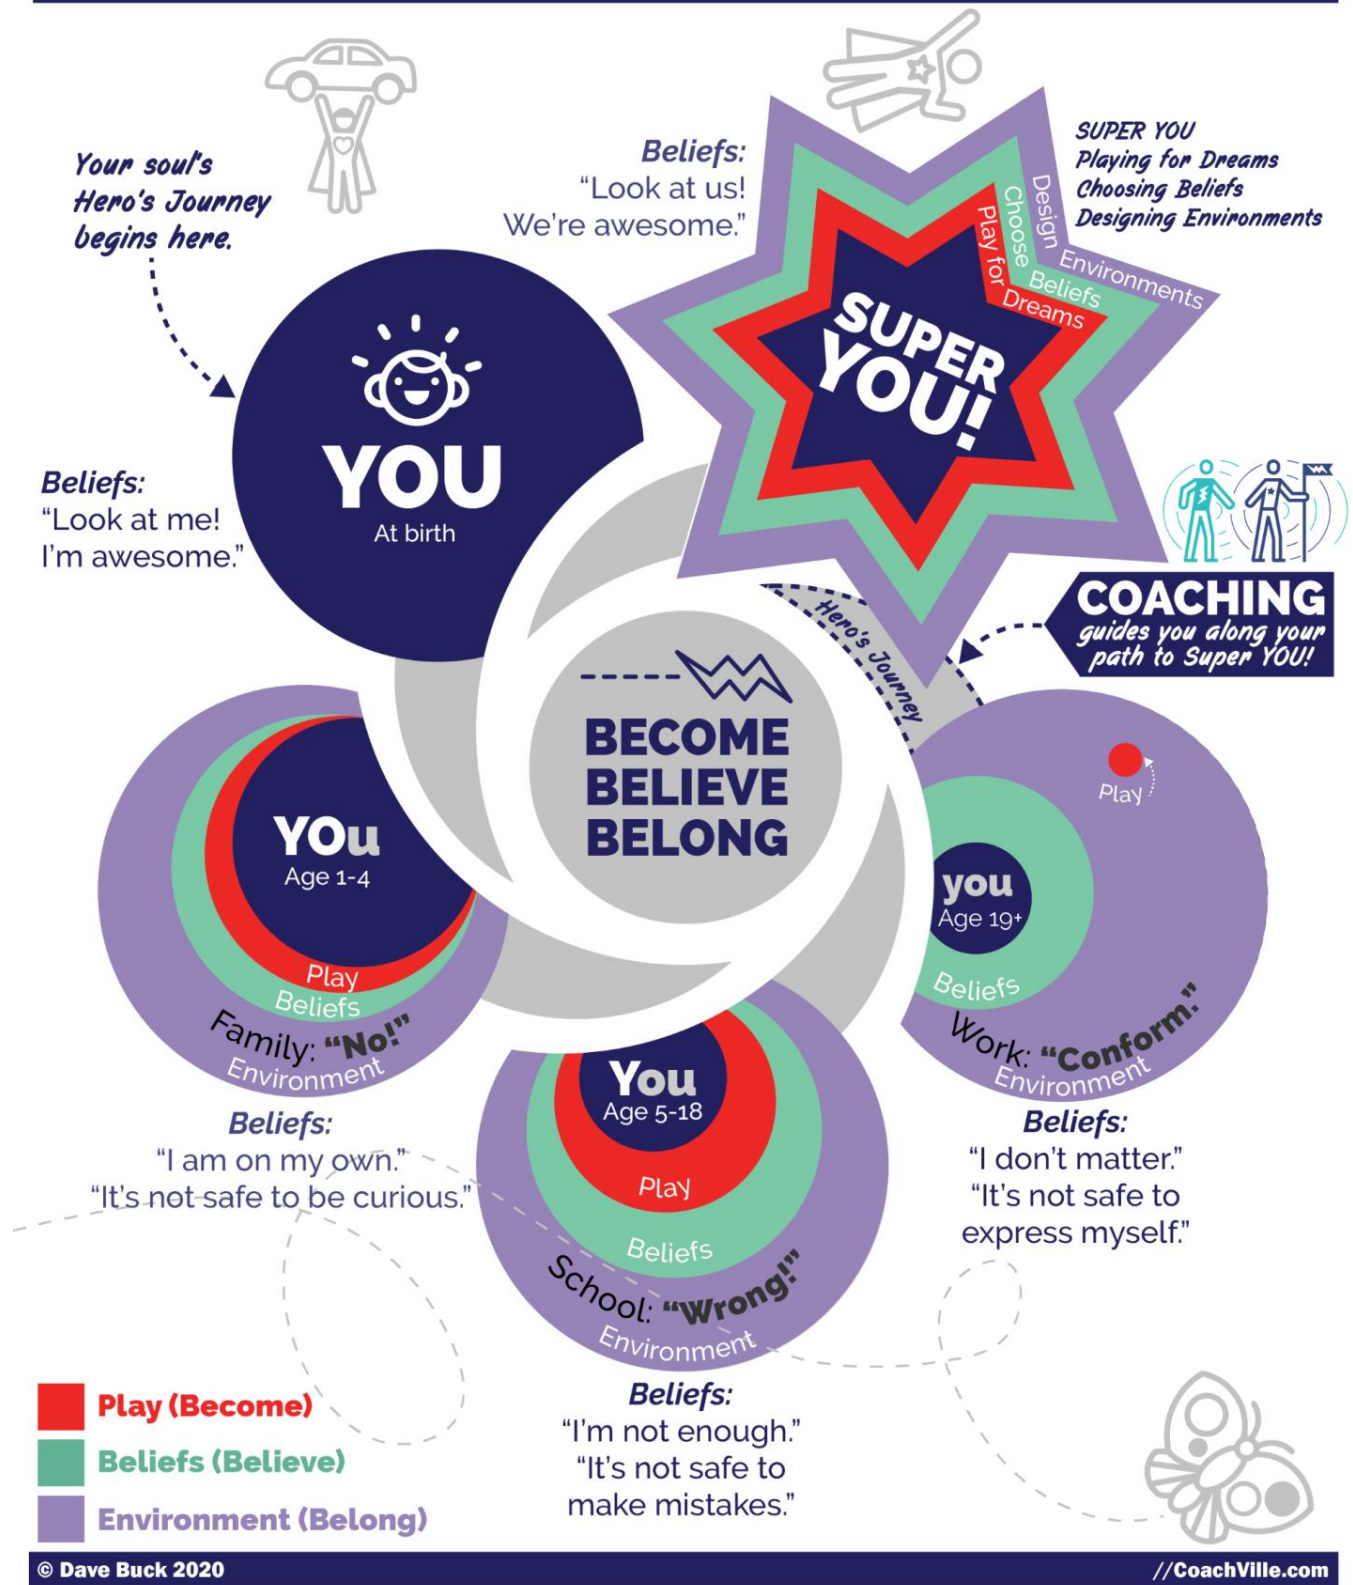 Your soul's
Hero's Journey
begins here.
Beliefs:
"Look at us!
We're awesome."
SUPER YOU
Playing for Dreams
Choosing Beliefs
Designing Environments
Design Environments
Choose Beliefs
Play for Dreams
SUPER
YOU!
YOU
At birth
Beliefs:
"Look at me!
I'm awesome."
COACHING
guides you along your
path to Super YOU!
Hero's Journey
BECOME
BELIEVE
BELONG
YOu
Age 1-4
Play
Beliefs
Family: "No!"
Environment
Beliefs:
"I am on my own."
"It's not safe to be curious."
You
Age 5-18
Play
Beliefs
School: "Wrong!"
Environment
Beliefs:
"I'm not enough."
"It's not safe to
make mistakes."
Play
you
Age 19+
Beliefs
Work: "Conform."
Environment
Beliefs:
"I don't matter."
"It's not safe to
express myself."
Play (Become)
Beliefs (Believe)
Environment (Belong)
© Dave Buck 2020
//CoachVille.com